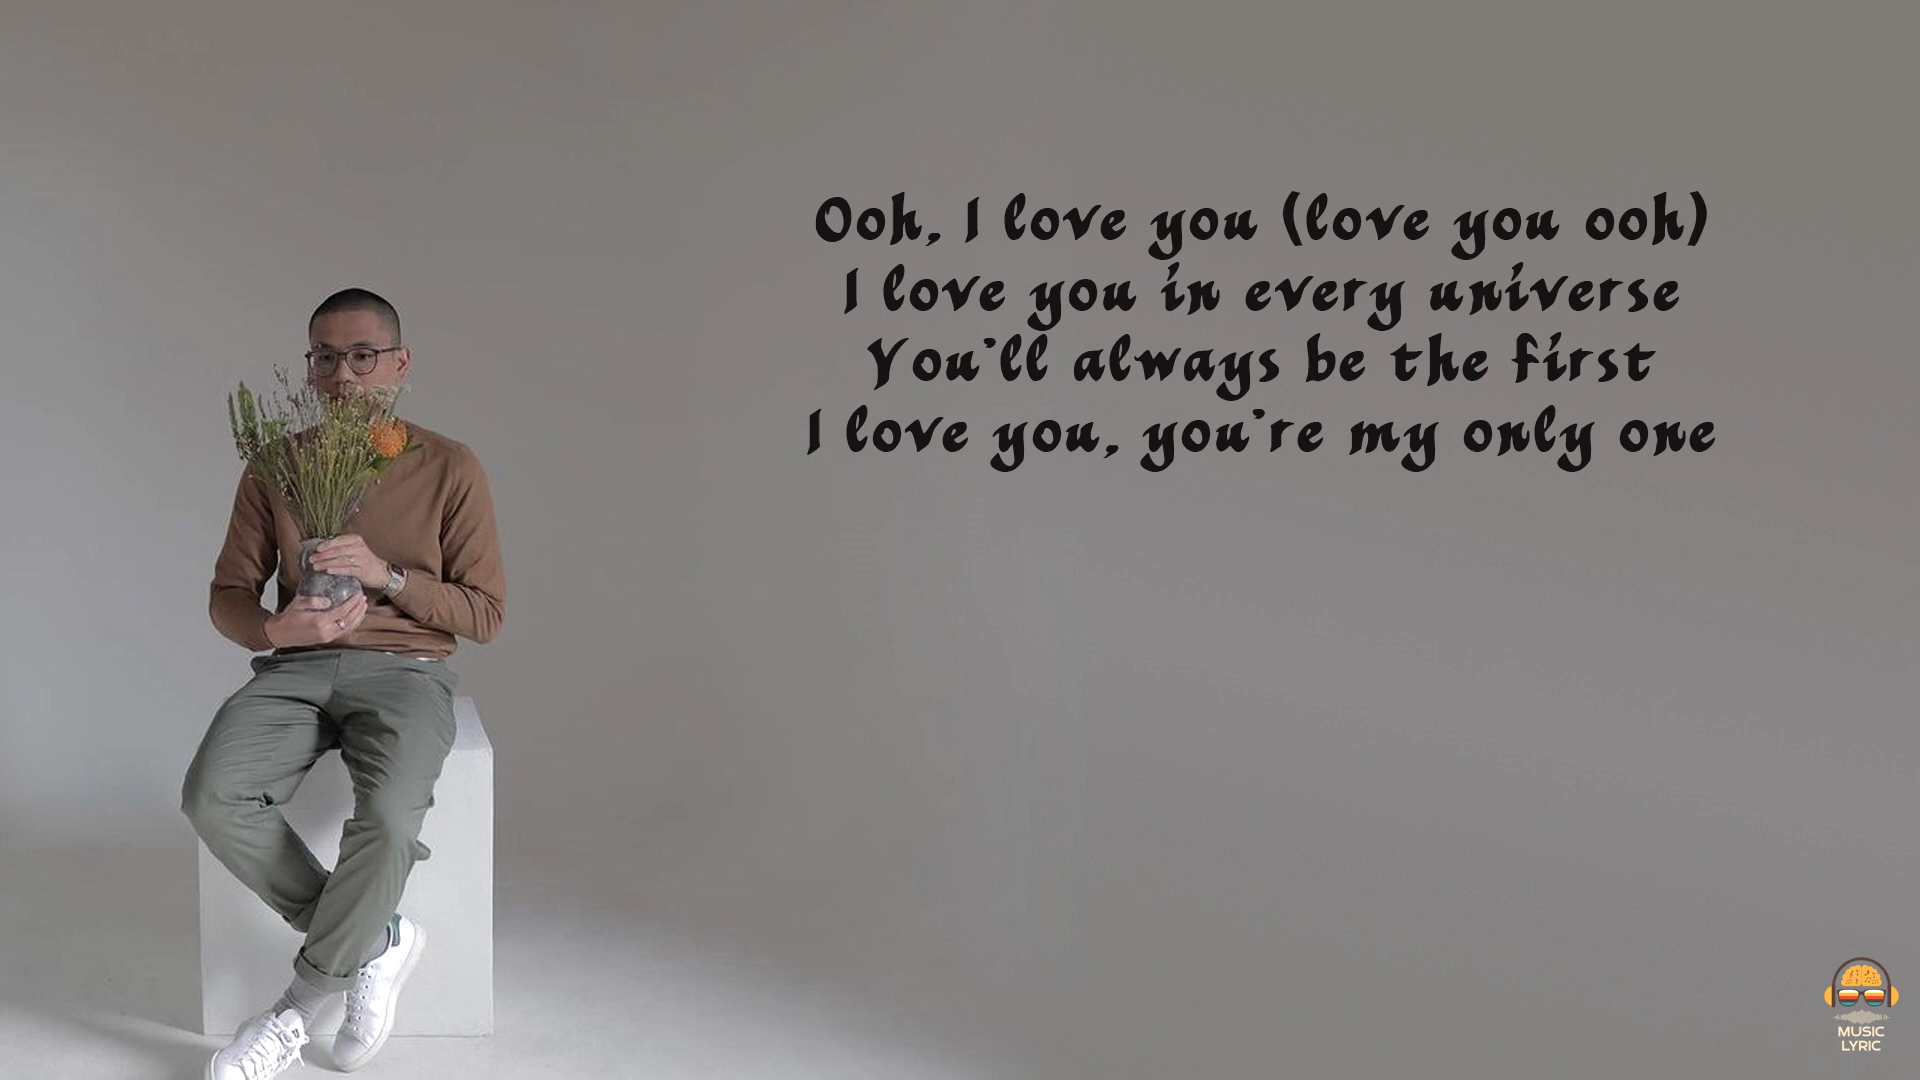 Ooh, I love you (love you ooh)
I love you in every universe
You'll always be the first
I love you, you're my only one
MUSIC
LYRIC